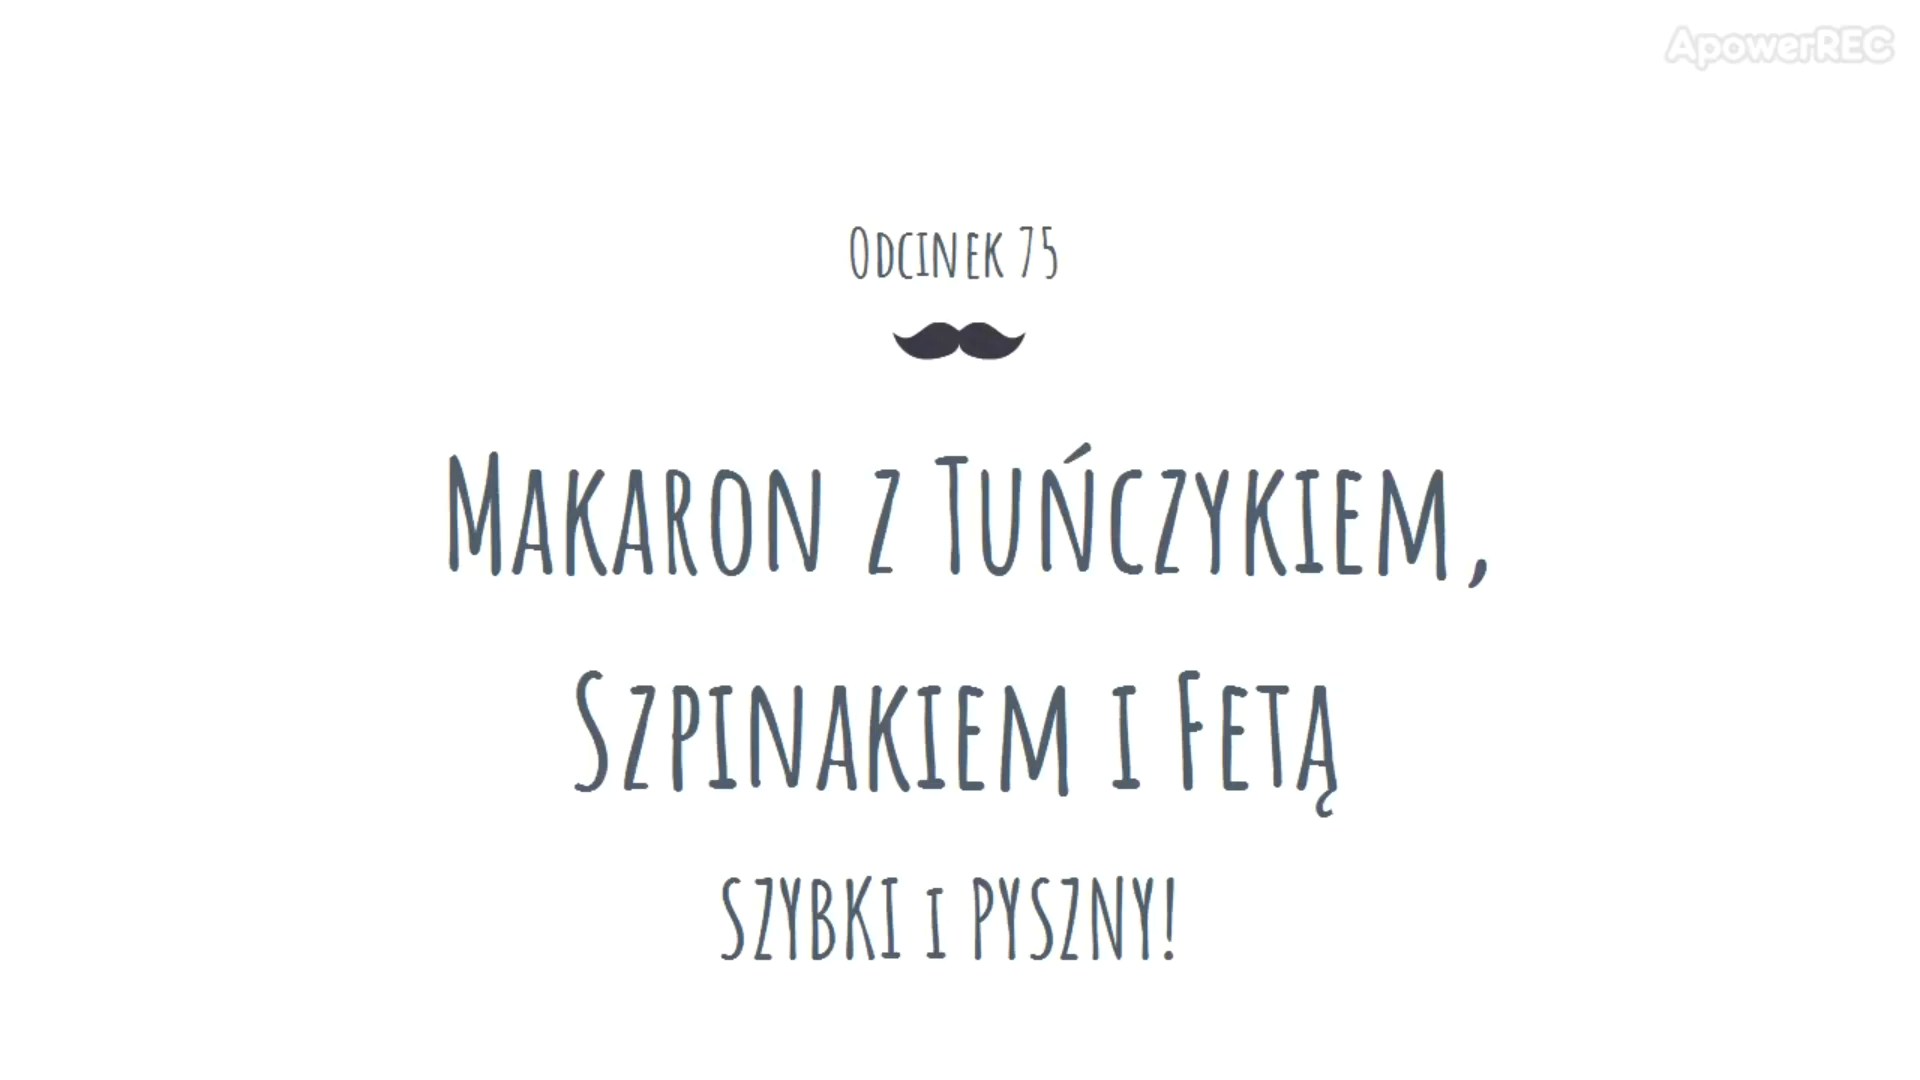 ApowerREC
Odcinek 75
Makaron z Tuńczykiem,
Szpinakiem i Fetą
SZYBKI i PYSZNY!